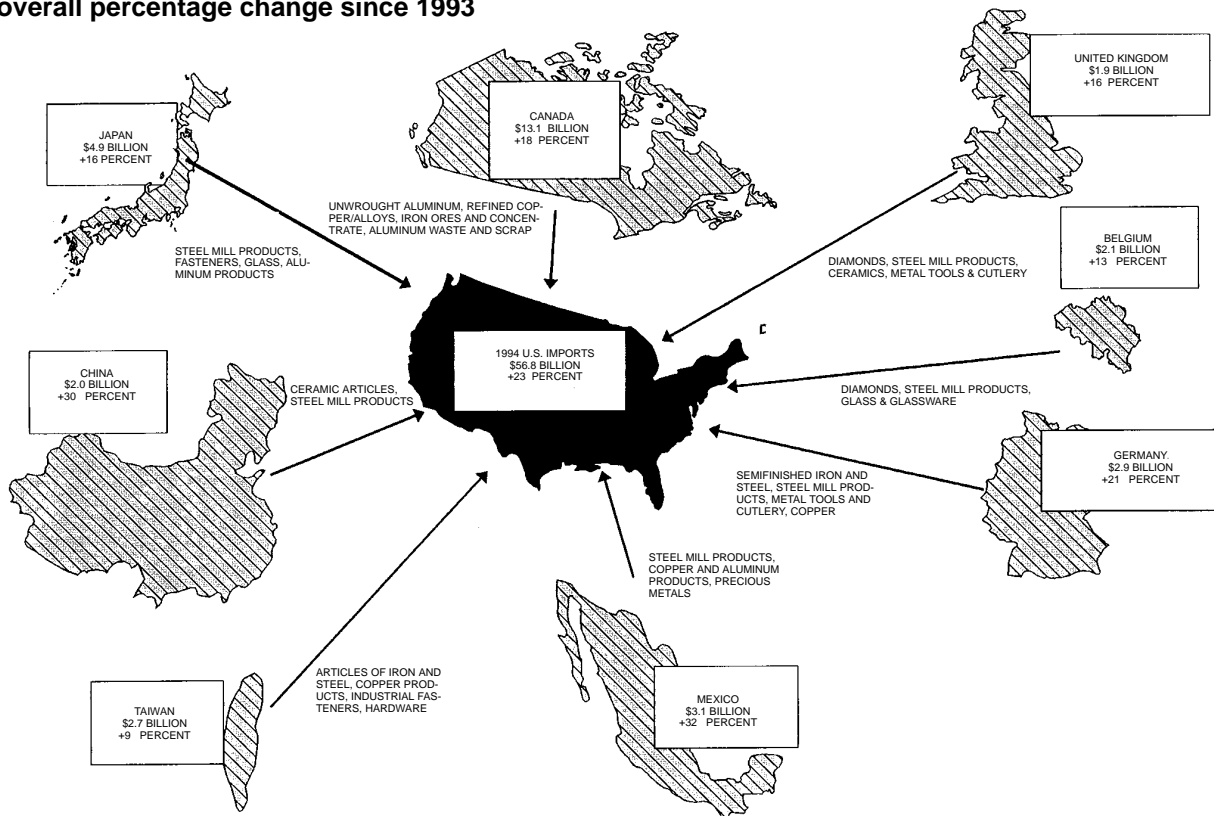 overall percentage change since 1993
UNITED KINGDOM
$1.9 BILLION
+16 PERCENT
CANADA
$13.1 BILLION
+18 PERCENT
JAPAN
$4.9 BILLION
+16 PERCENT
UNWROUGHT ALUMINUM, REFINED COP-
PER/ALLOYS, IRON ORES AND CONCEN-
TRATE, ALUMINUM WASTE AND SCRAP
STEEL MILL PRODUCTS,
FASTENERS, GLASS, ALU-
MINUM PRODUCTS
DIAMONDS, STEEL MILL PRODUCTS,
CERAMICS, METAL TOOLS & CUTLERY
BELGIUM
$2.1 BILLION
+13 PERCENT
1994 U.S. IMPORTS
$56.8 BILLION
+23 PERCENT
CHINA
$2.0 BILLION
+30 PERCENT
CERAMIC ARTICLES,
STEEL MILL PRODUCTS
DIAMONDS, STEEL MILL PRODUCTS,
GLASS & GLASSWARE
GERMANY.
$2.9 BILLION
+21 PERCENT
SEMIFINISHED IRON AND
STEEL, STEEL MILL PROD-
UCTS, METAL TOOLS AND
CUTLERY, COPPER
STEEL MILL PRODUCTS,
COPPER AND ALUMINUM
PRODUCTS, PRECIOUS
METALS
ARTICLES OF IRON AND
STEEL, COPPER PROD-
UCTS, INDUSTRIAL FAS-
TENERS, HARDWARE
TAIWAN
$2.7 BILLION
+9 PERCENT
MEXICO
$3.1 BILLION
+32 PERCENT